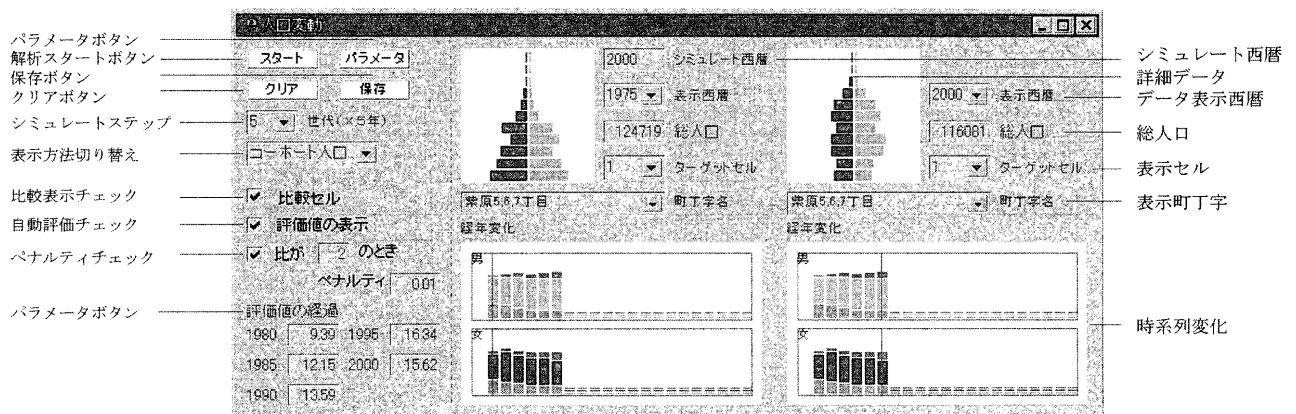 人口変動
パラメータボタン
解析スタートボタン
保存ボタン
クリアボタン
シミュレートステップ
表示方法切り替え
比較表示チェック
自動評価チェック
ペナルティチェック
パラメータボタン
スタート パラメータ
クリア 保存
5 世代(×5年)
コーホート人口
比較セル
評価値の表示
比が 2 のとき
ペナルティ 0.01
評価値の経過
1980 9.39 1995 16.34
1985 12.15 2000 15.62
1990 13.59
2000 シミュレート西暦
1975 表示西暦
124719 総人口
1 ターゲットセル
紫原5,6,7丁目 町丁字名
経年変化
男
女
2000 表示西暦
116081 総人口
1 ターゲットセル
紫原5,6,7丁目 町丁字名
経年変化
男
女
シミュレート西暦
詳細データ
データ表示西暦
総人口
表示セル
表示町丁字
時系列変化